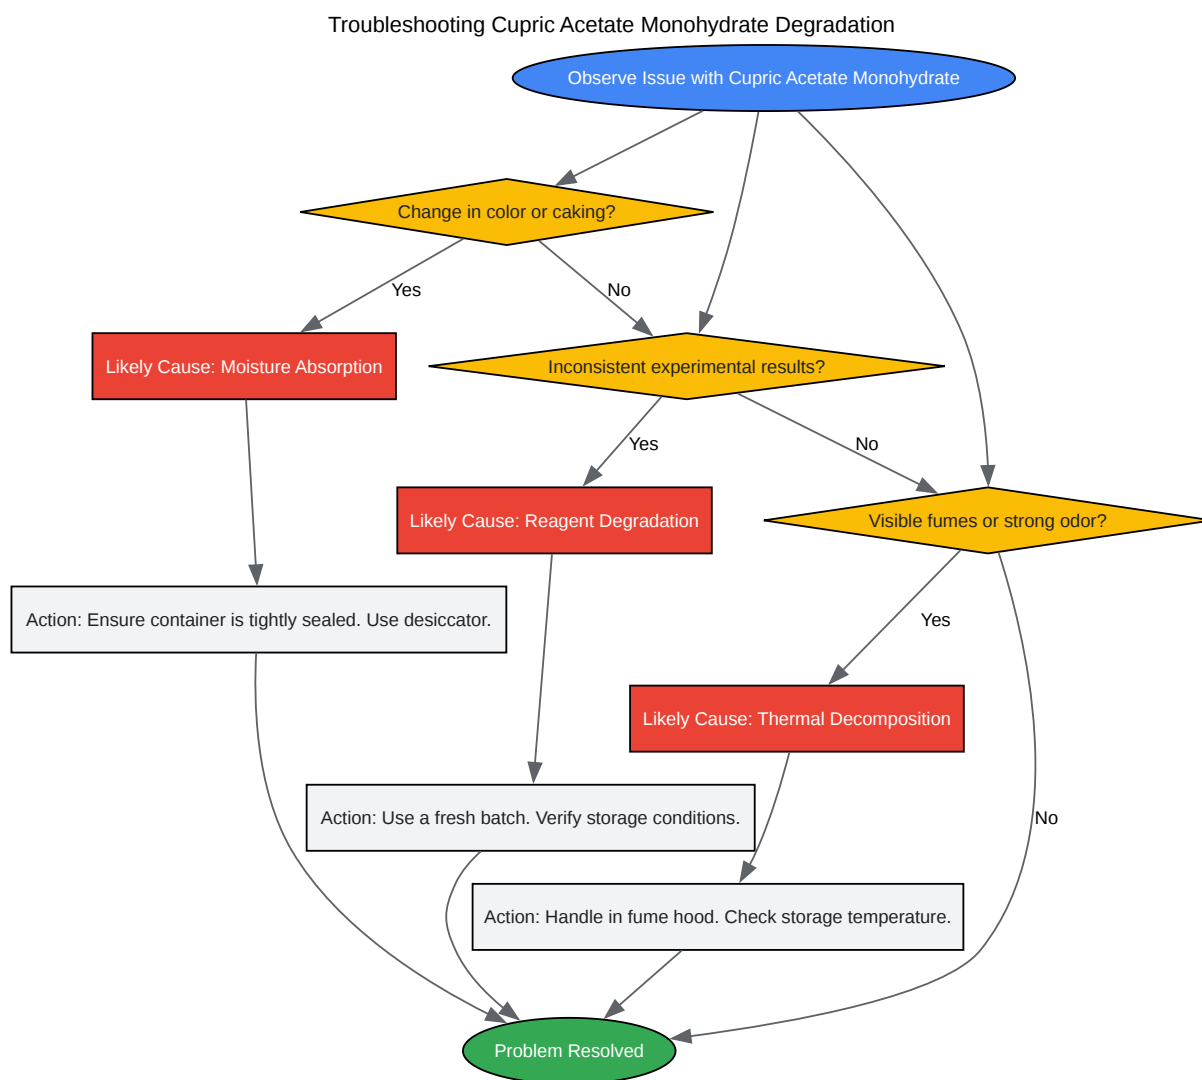 Troubleshooting Cupric Acetate Monohydrate Degradation
Observe Issue with Cupric Acetate Monohydrate
Change in color or caking?
Yes
No
Likely Cause: Moisture Absorption
Inconsistent experimental results?
Yes
No
Likely Cause: Reagent Degradation
Visible fumes or strong odor?
Action: Ensure container is tightly sealed. Use desiccator.
Yes
Likely Cause: Thermal Decomposition
Action: Use a fresh batch. Verify storage conditions.
No
Action: Handle in fume hood. Check storage temperature.
Problem Resolved